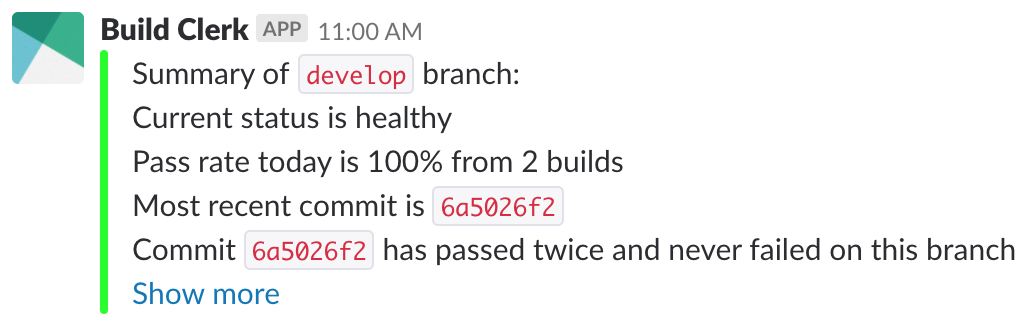 Build Clerk APP 11:00 AM
Summary of develop branch:
Current status is healthy
Pass rate today is 100% from 2 builds
Most recent commit is 6a5026f2
Commit 6a5026f2 has passed twice and never failed on this branch
Show more